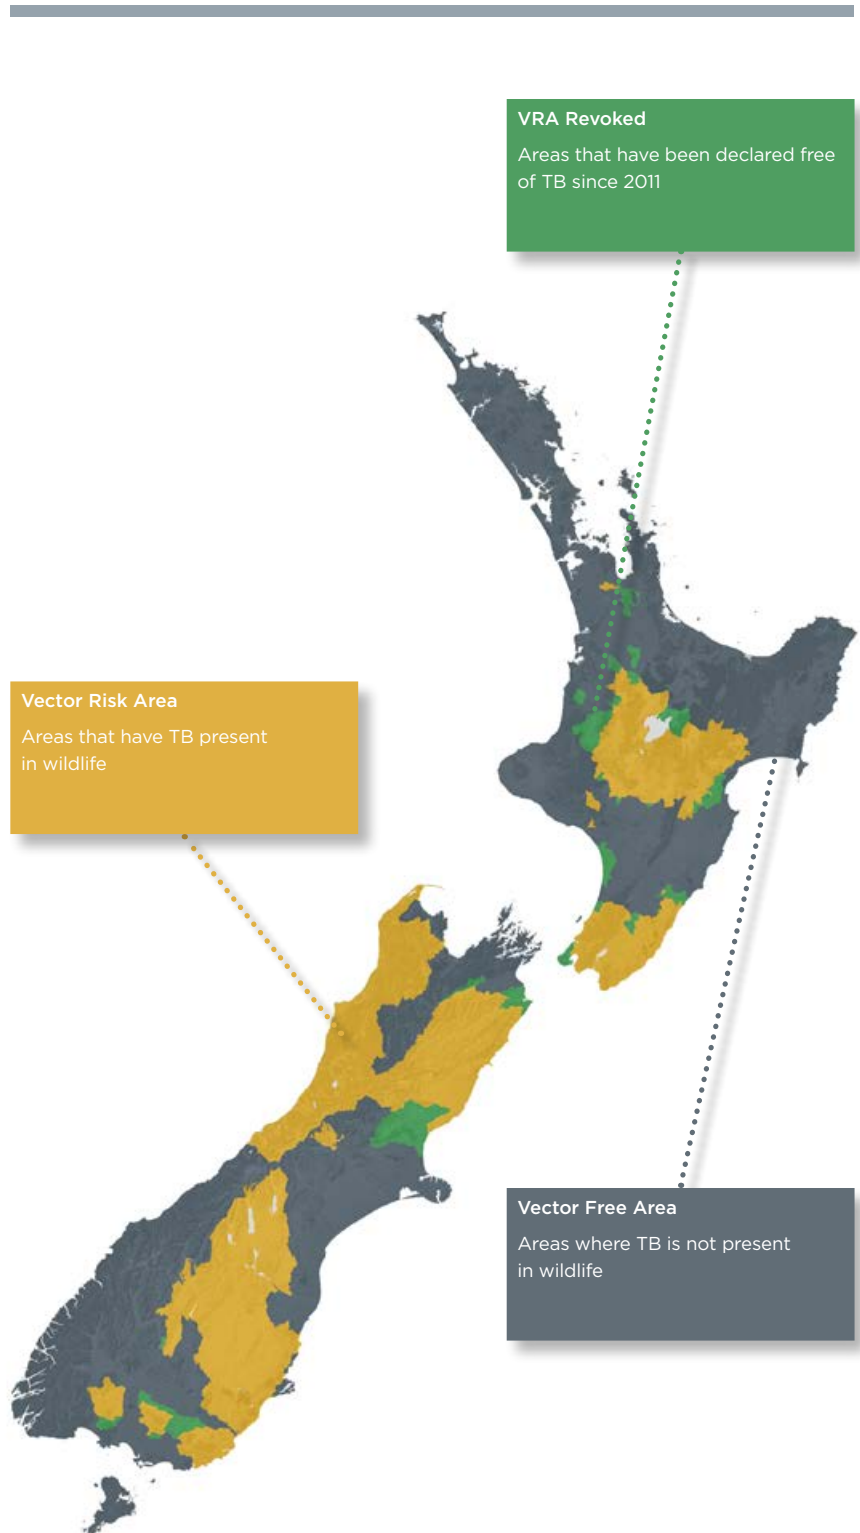 VRA Revoked
Areas that have been declared free
of TB since 2011
Vector Risk Area
Areas that have TB present
in wildlife
Vector Free Area
Areas where TB is not present
in wildlife